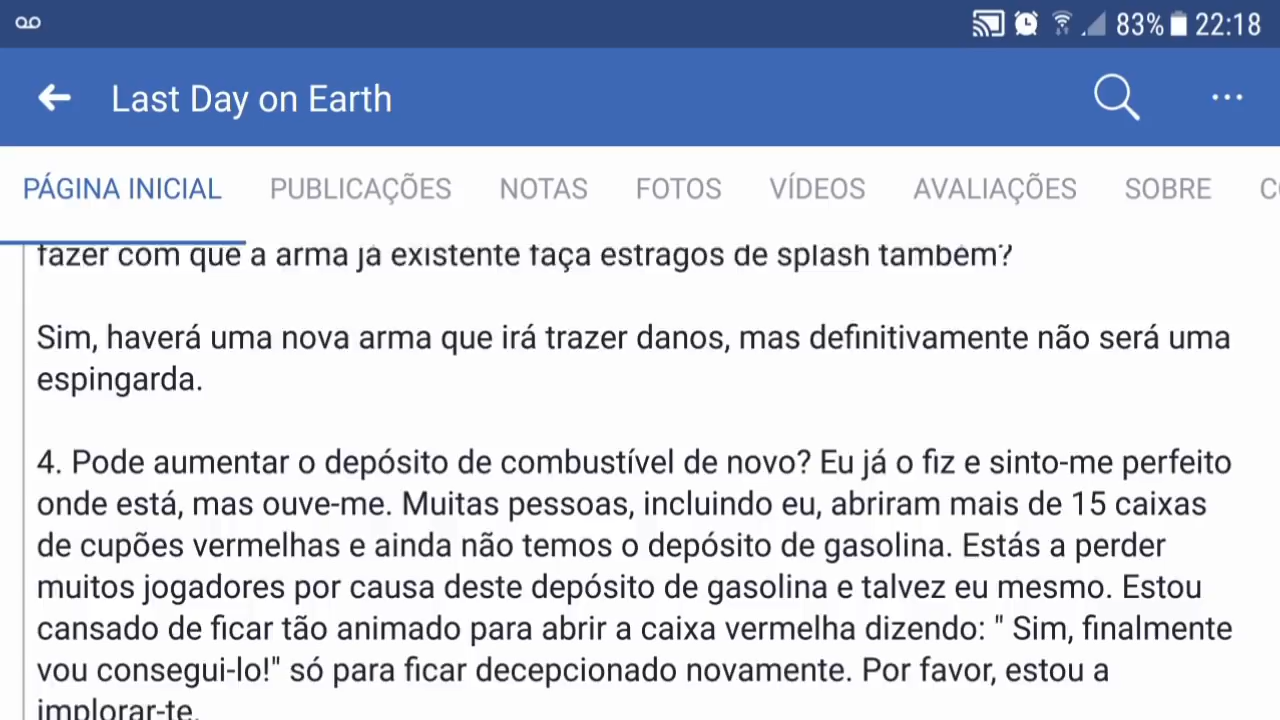 83% 22:18
Last Day on Earth
PÁGINA INICIAL PUBLICAÇÕES NOTAS FOTOS VÍDEOS AVALIAÇÕES SOBRE
fazer com que a arma já existente faça estragos de splash também?
Sim, haverá uma nova arma que irá trazer danos, mas definitivamente não será uma
espingarda.
4. Pode aumentar o depósito de combustível de novo? Eu já o fiz e sinto-me perfeito
onde está, mas ouve-me. Muitas pessoas, incluindo eu, abriram mais de 15 caixas
de cupões vermelhas e ainda não temos o depósito de gasolina. Estás a perder
muitos jogadores por causa deste depósito de gasolina e talvez eu mesmo. Estou
cansado de ficar tão animado para abrir a caixa vermelha dizendo: " Sim, finalmente
vou consegui-lo!" só para ficar decepcionado novamente. Por favor, estou a
implorar-te.